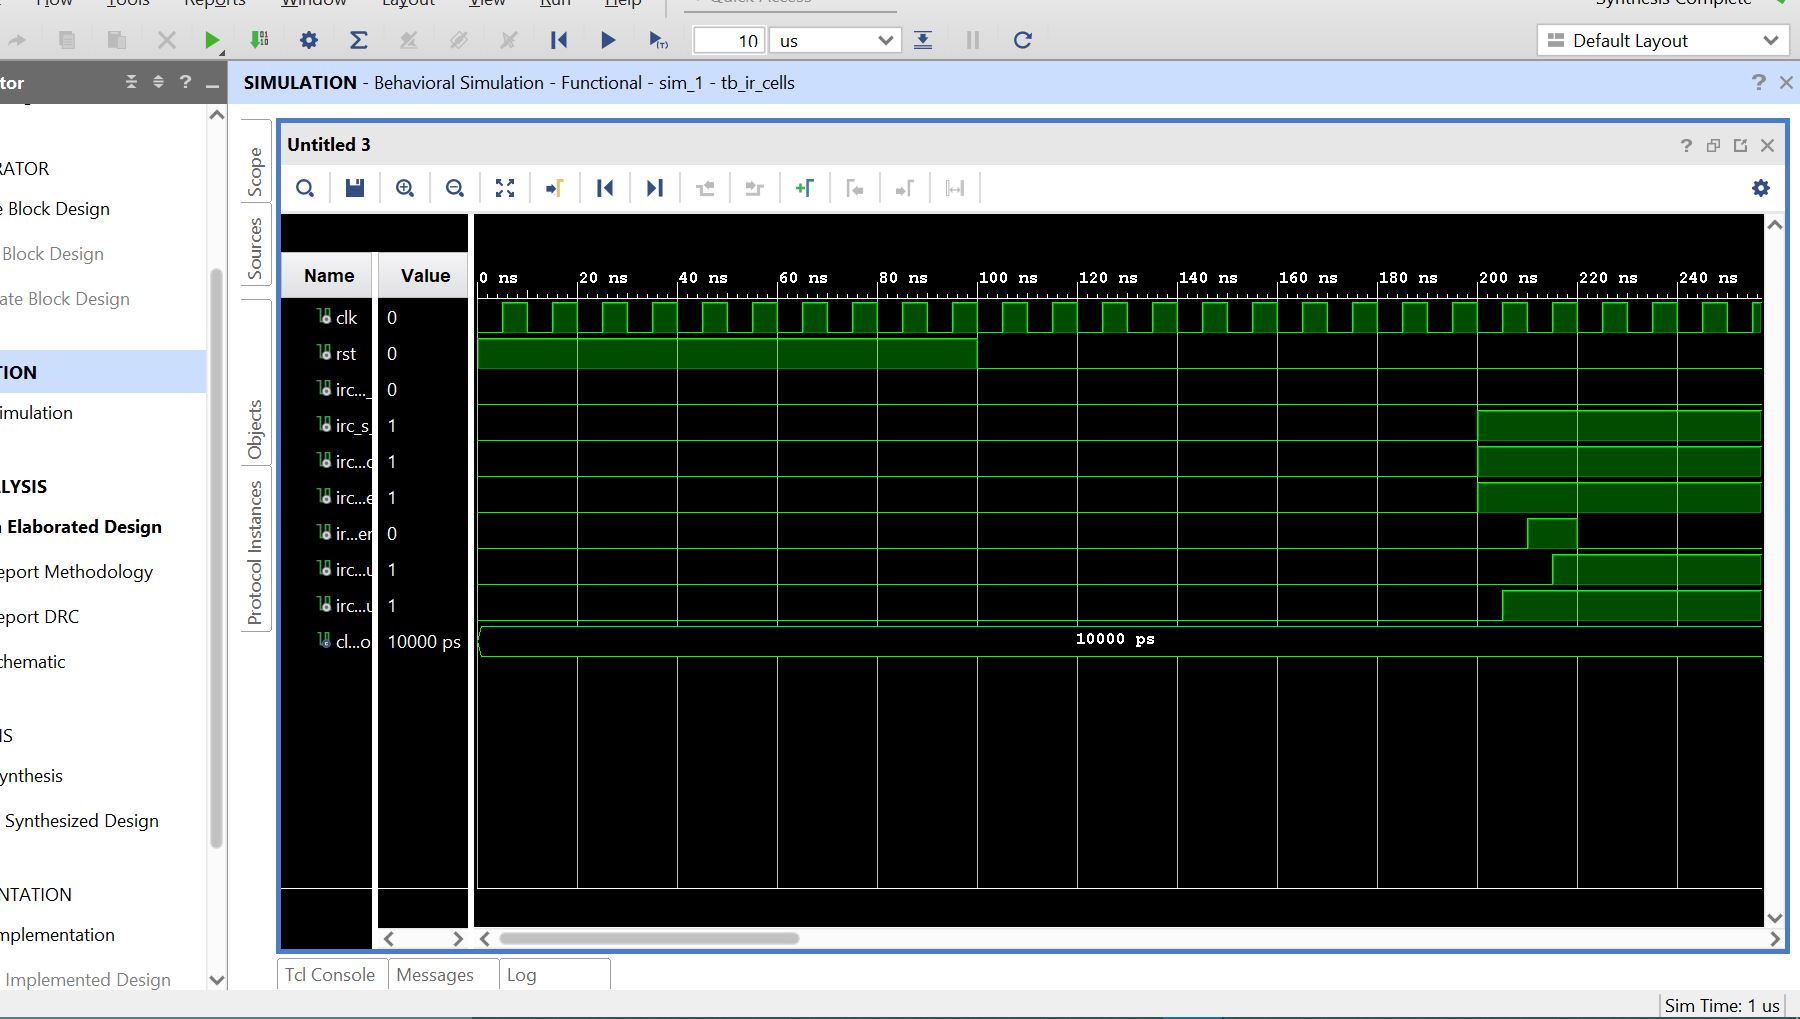 Flow Tools Reports Window Layout View Run Help Quick Access Synthesis Complete
10 us Default Layout
tor ?
SIMULATION - Behavioral Simulation - Functional - sim_1 - tb_ir_cells ?
RATOR
e Block Design
Block Design
ate Block Design
TION
imulation
LYSIS
n Elaborated Design
eport Methodology
eport DRC
chematic
IS
ynthesis
Synthesized Design
NTATION
mplementation
Implemented Design
Scope
Sources
Objects
Protocol Instances
Untitled 3 ?
Name Value 0 ns 20 ns 40 ns 60 ns 80 ns 100 ns 120 ns 140 ns 160 ns 180 ns 200 ns 220 ns 240 ns
clk 0
rst 0
irc..._ 0
irc_s_ 1
irc...c 1
irc...e 1
ir...er 0
irc...u 1
irc...u 1
cl...o 10000 ps 10000 ps
Tcl Console Messages Log
Sim Time: 1 us